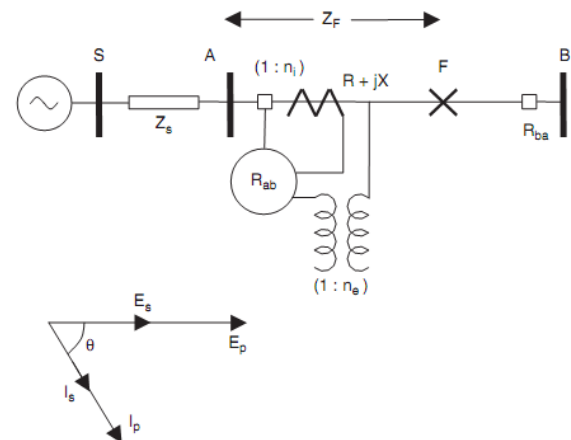 Z_F
S
A
(1 : n_i)
R + jX
F
B
Z_s
R_ab
R_ba
(1 : n_e)
E_s
θ
E_p
I_s
I_p